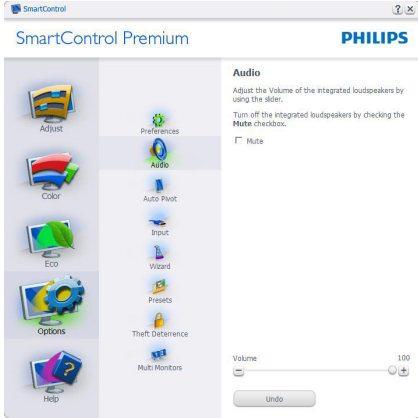 SmartControl
SmartControl Premium
PHILIPS
Adjust
Color
Eco
Options
Help
Preferences
Audio
Auto Pivot
Input
Wizard
Presets
Theft Deterrence
Multi Monitors
Audio
Adjust the Volume of the integrated loudspeakers by
using the slider.
Turn off the integrated loudspeakers by checking the
Mute checkbox.
Mute
Volume 100
Undo